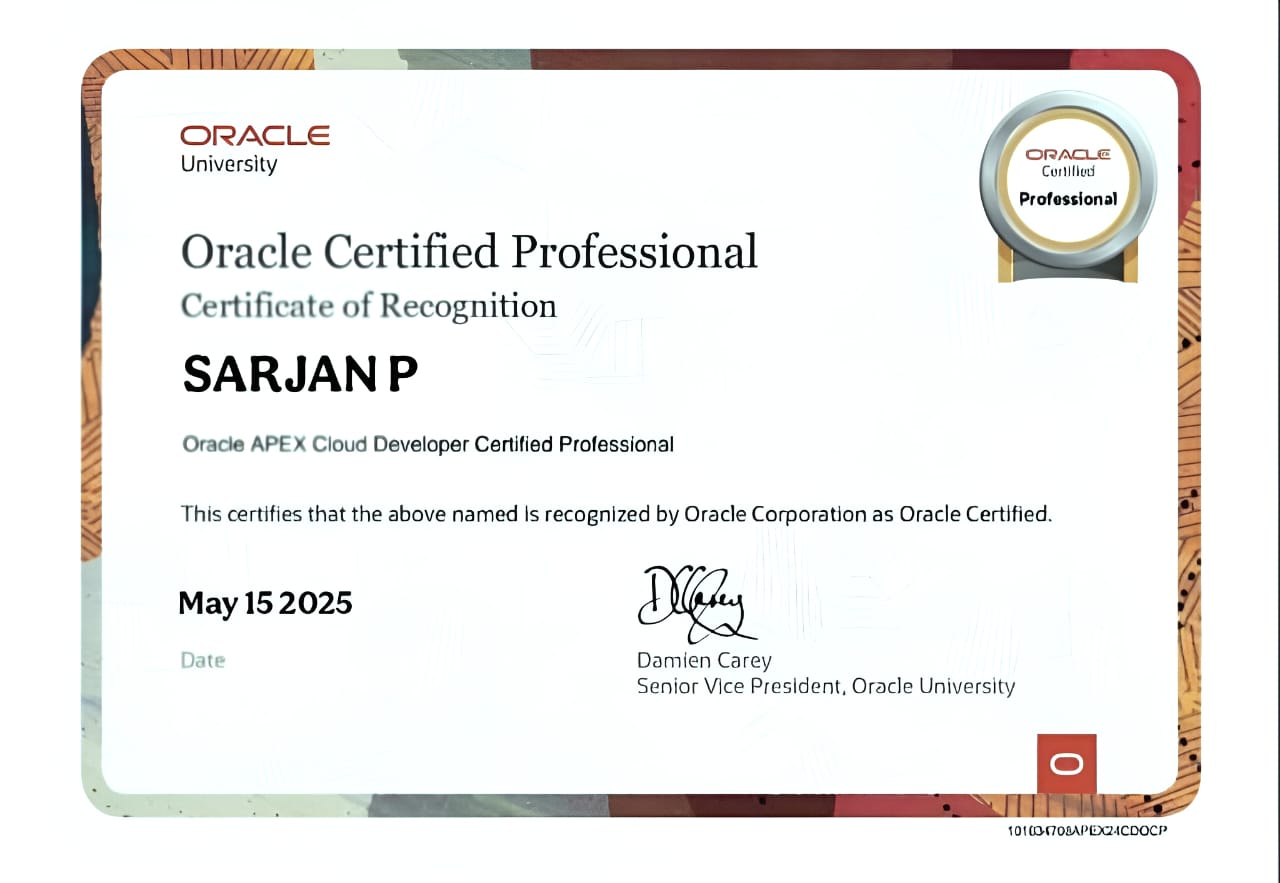 ORACLE
University
ORACLE
Certified
Professional
Oracle Certified Professional
Certificate of Recognition
SARJAN P
Oracle APEX Cloud Developer Certified Professional
This certifies that the above named is recognized by Oracle Corporation as Oracle Certified.
May 15 2025
Date
Damien Carey
Senior Vice President, Oracle University